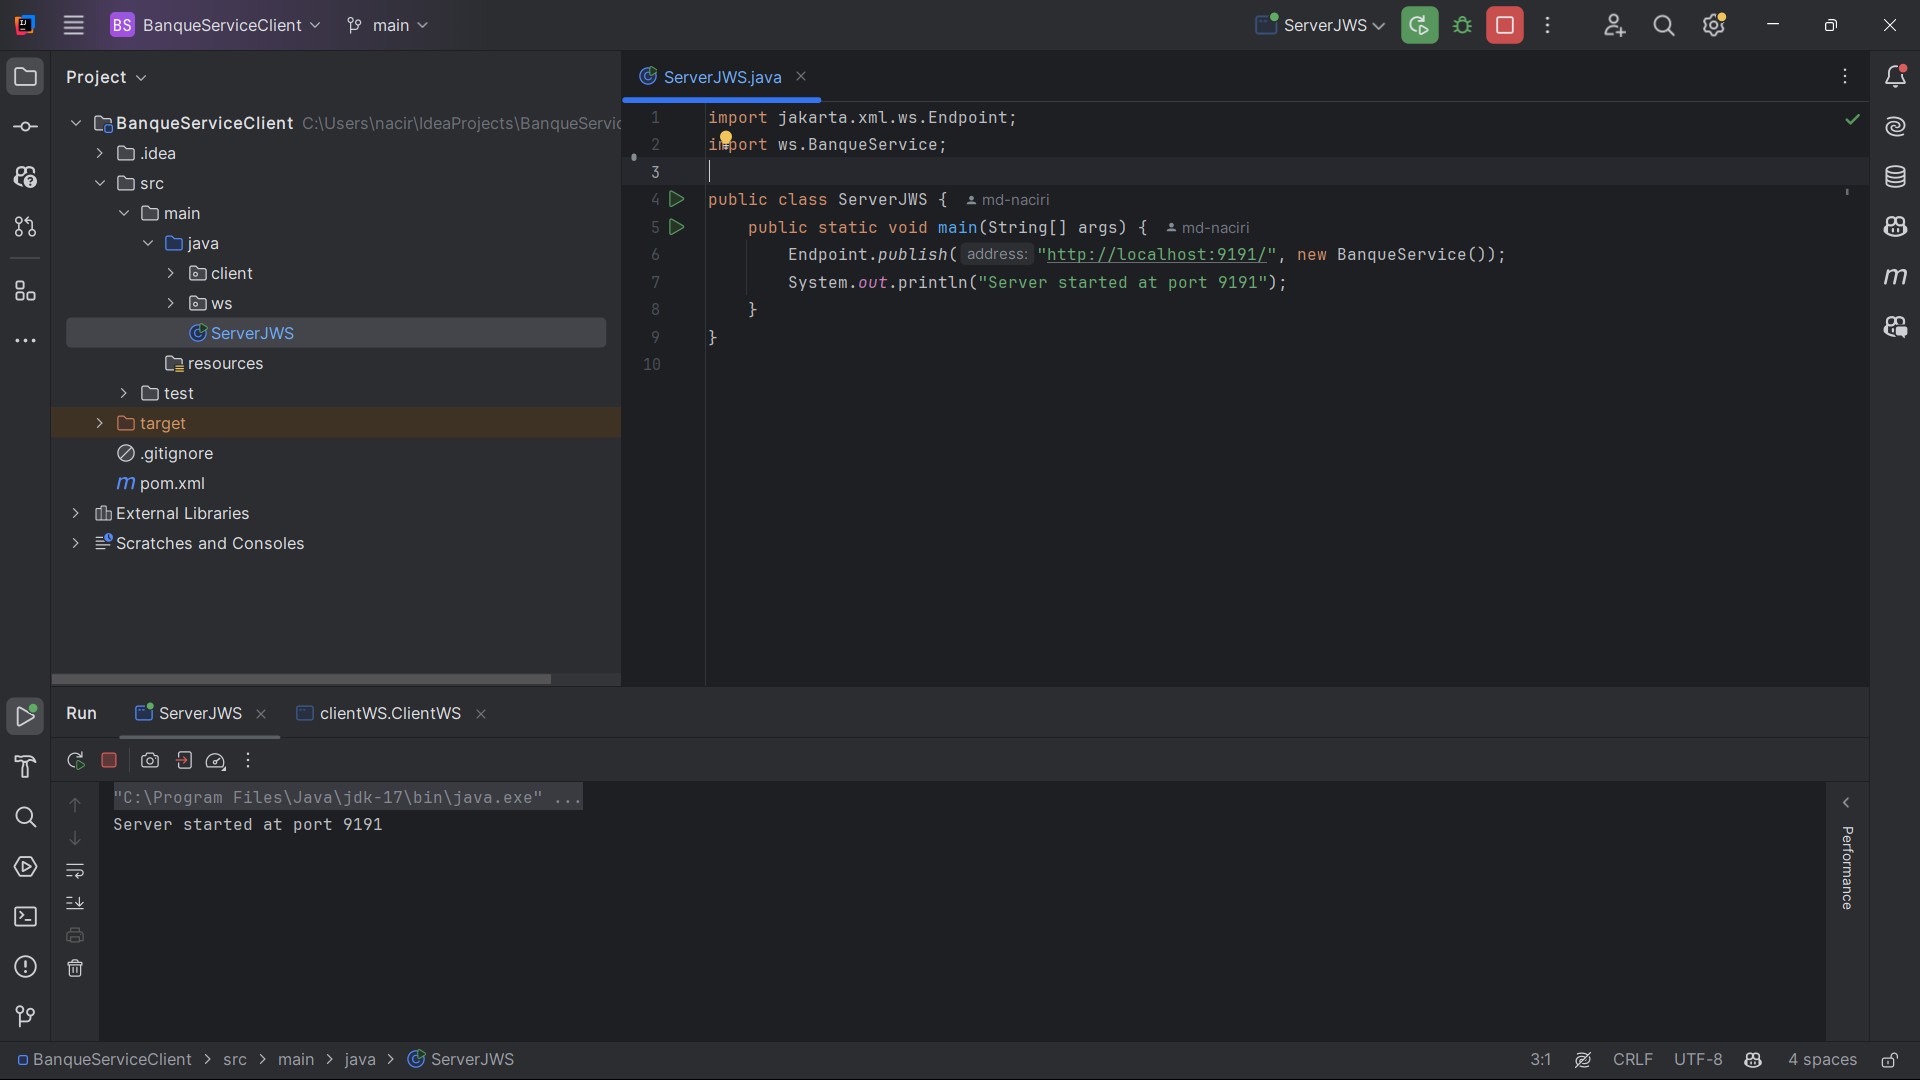 BS BanqueServiceClient main ServerJWS
Project
BanqueServiceClient C:\Users\nacir\IdeaProjects\BanqueServic
.idea
src
main
java
client
ws
ServerJWS
resources
test
target
.gitignore
m pom.xml
External Libraries
Scratches and Consoles
ServerJWS.java
1 import jakarta.xml.ws.Endpoint;
2 import ws.BanqueService;
3
4 public class ServerJWS { md-naciri
5 public static void main(String[] args) { md-naciri
6 Endpoint.publish( address: "http://localhost:9191/", new BanqueService());
7 System.out.println("Server started at port 9191");
8 }
9 }
10
m
Run ServerJWS clientWS.ClientWS
"C:\Program Files\Java\jdk-17\bin\java.exe" ...
Server started at port 9191
Performance
BanqueServiceClient > src > main > java > ServerJWS 3:1 CRLF UTF-8 4 spaces